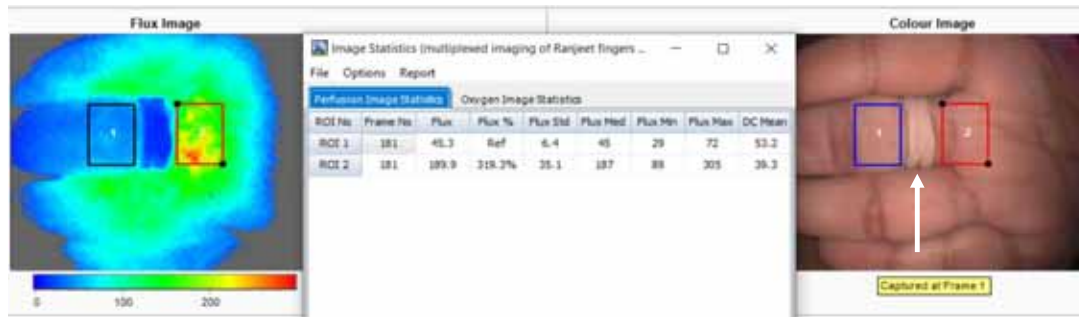 Flux Image
Colour Image
Image Statistics (multiplexed imaging of Ranjeet fingers ...
File Options Report
Perfusion Image Statistics Oxygen Image Statistics
ROI No Frame No Flux Flux % Flux Std Flux Med Flux Min Flux Max DC Mean
ROI 1 181 45.3 Ref 6.4 45 29 72 53.2
ROI 2 181 189.9 319.3% 35.1 187 89 305 39.3
1
1 2
0 100 200
Captured at Frame 1